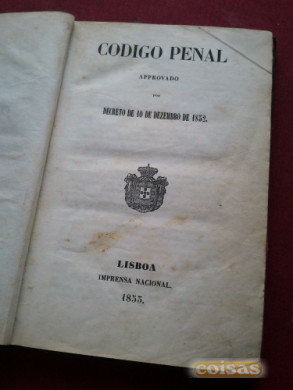 CODIGO PENAL
APPROVADO
POR
DECRETO DE 10 DE DEZEMBRO DE 1852.
LISBOA
IMPRENSA NACIONAL.
1855.
coisas